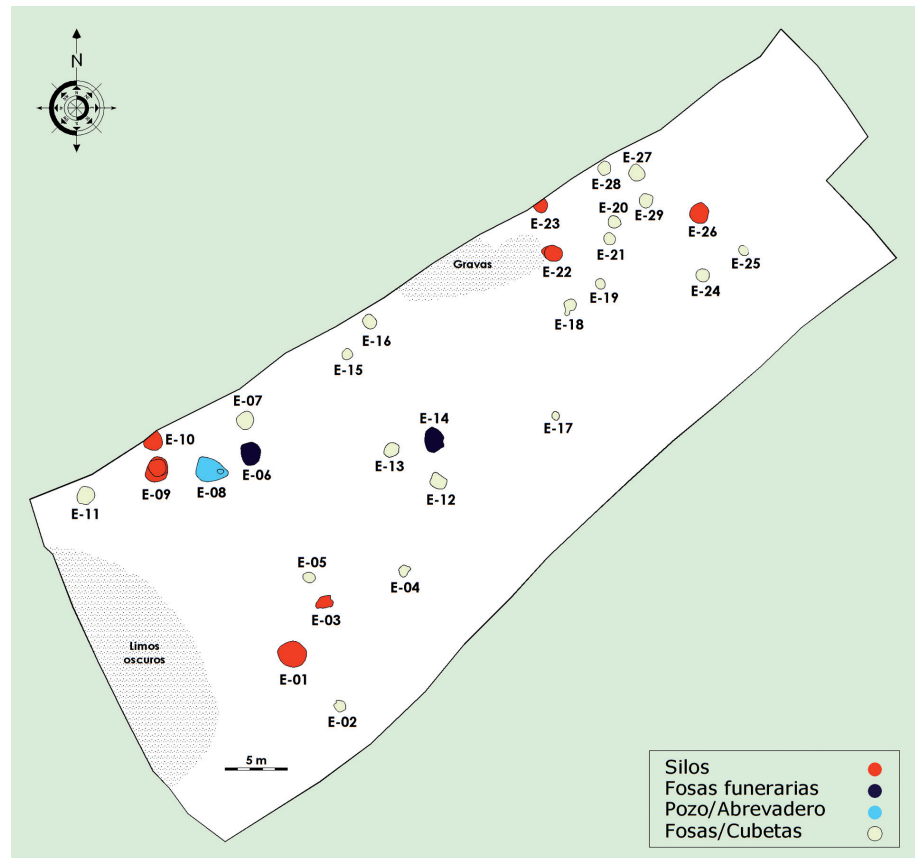 N
E-27
E-28
E-20
E-29
E-23
E-26
E-21
E-22
E-25
Gravas
E-24
E-19
E-18
E-16
E-15
E-07
E-14
E-10
E-17
E-13
E-06
E-09
E-08
E-12
E-11
E-05
E-04
E-03
Limos
oscuros
E-01
E-02
5 m
Silos
Fosas funerarias
Pozo/Abrevadero
Fosas/Cubetas